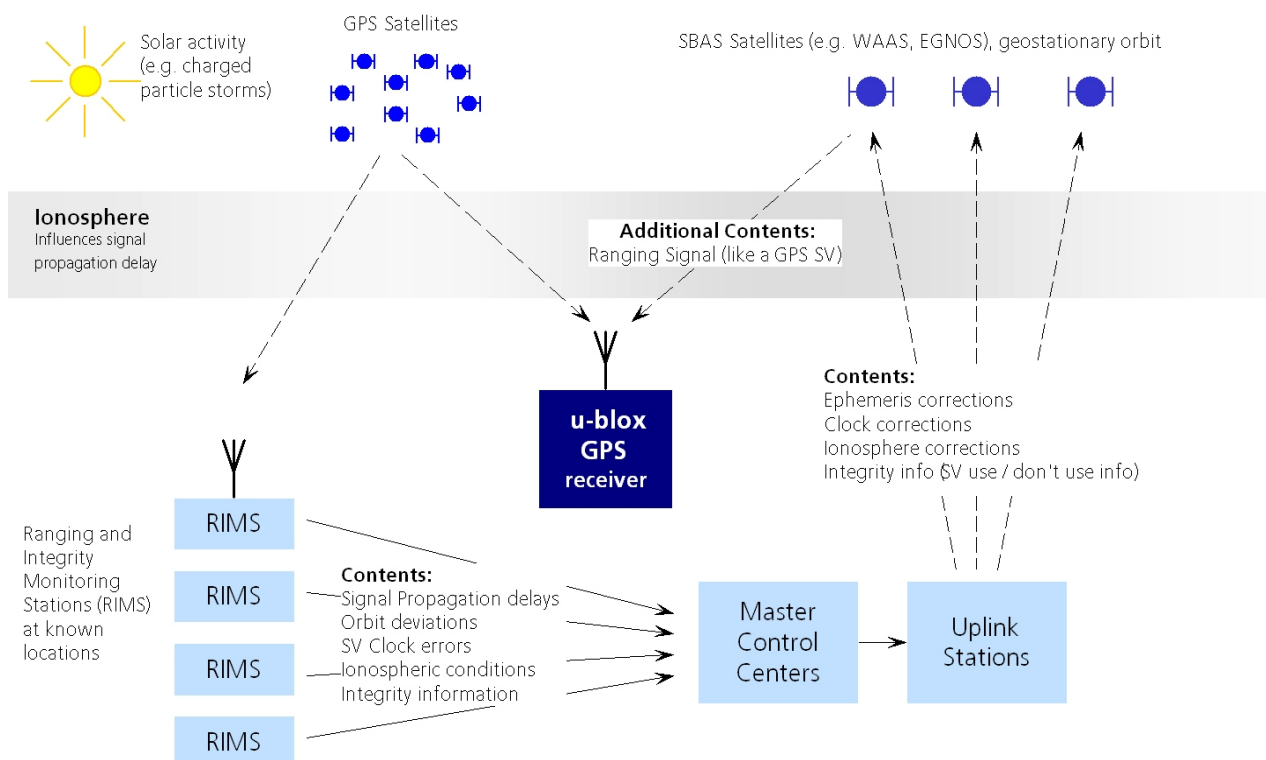 GPS Satellites
Solar activity
(e.g. charged
particle storms)
SBAS Satellites (e.g. WAAS, EGNOS), geostationary orbit
Ionosphere
Influences signal
propagation delay
Additional Contents:
Ranging Signal (like a GPS SV)
u-blox
GPS
receiver
Contents:
Ephemeris corrections
Clock corrections
Ionosphere corrections
Integrity info (SV use / don't use info)
Ranging and
Integrity
Monitoring
Stations (RIMS)
at known
locations
RIMS
RIMS
RIMS
RIMS
Contents:
Signal Propagation delays
Orbit deviations
SV Clock errors
Ionospheric conditions
Integrity information
Master
Control
Centers
Uplink
Stations